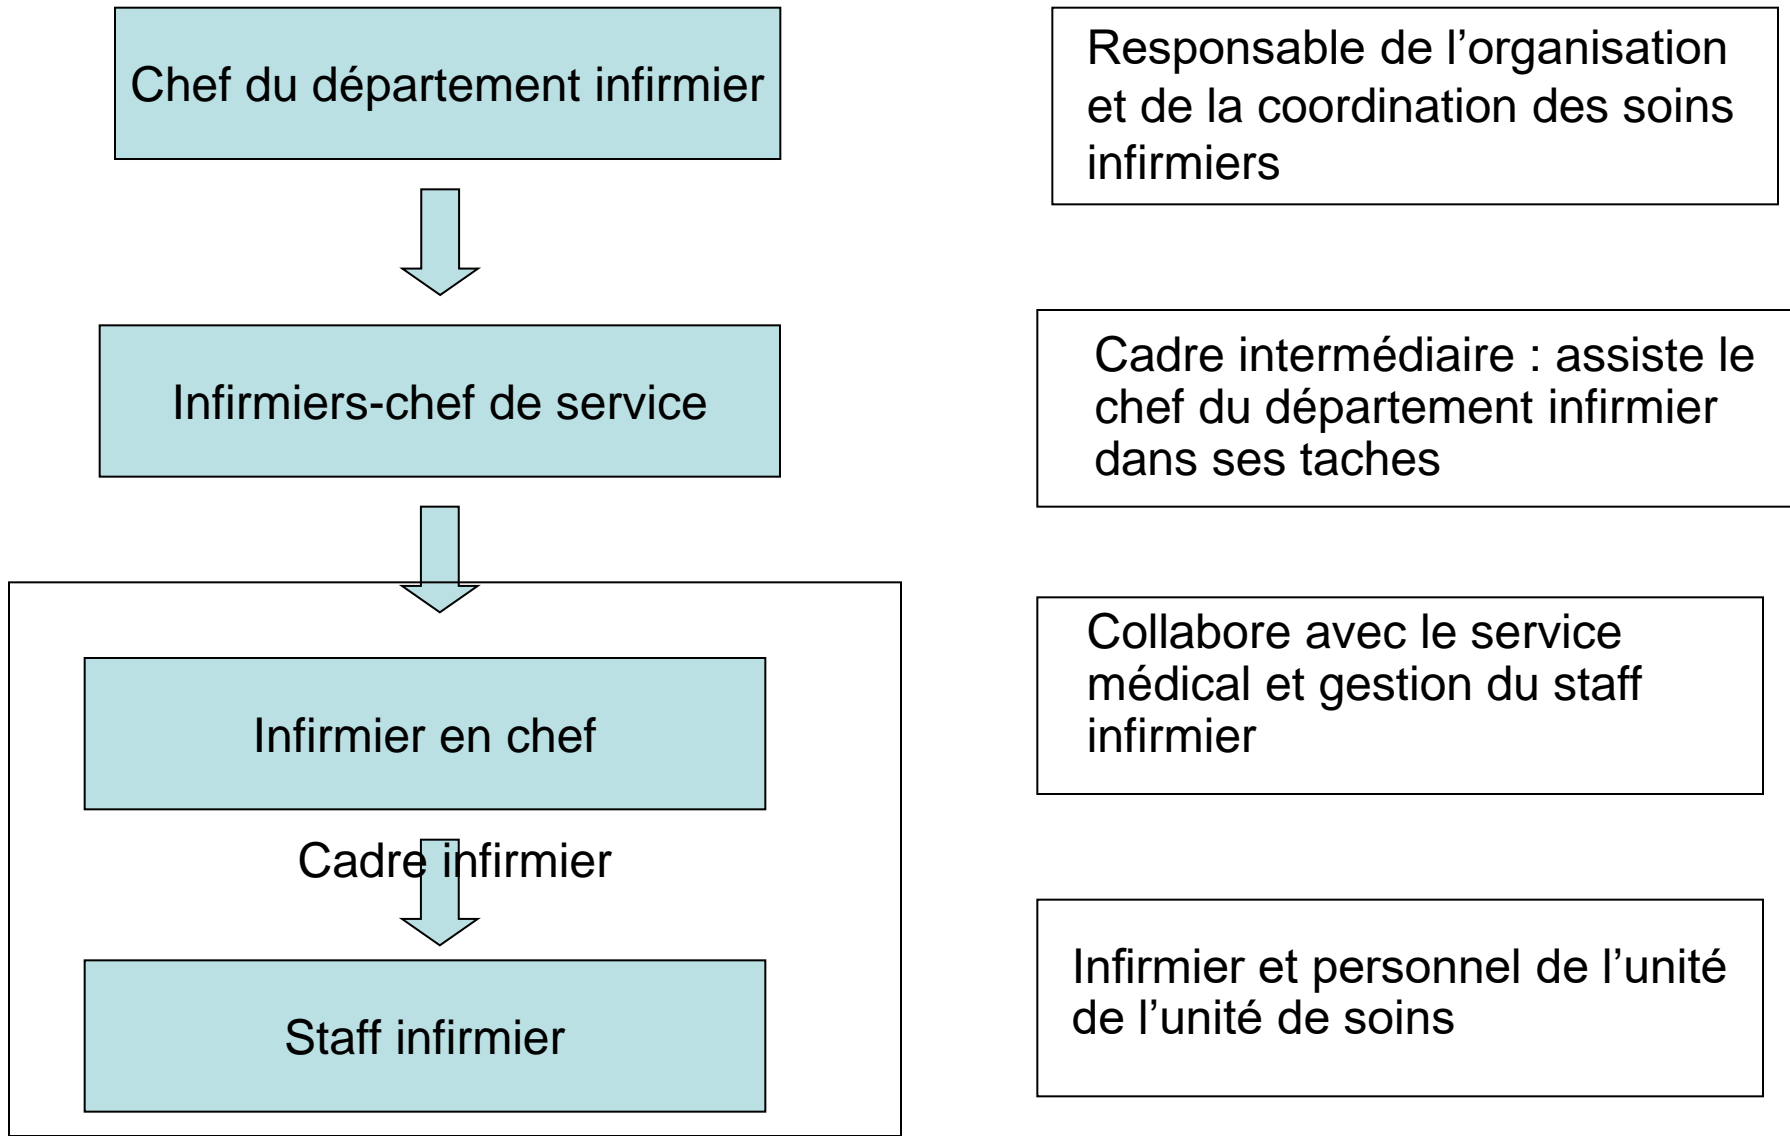 Chef du département infirmier
Responsable de l’organisation
et de la coordination des soins
infirmiers
Infirmiers-chef de service
Cadre intermédiaire : assiste le
chef du département infirmier
dans ses taches
Infirmier en chef
Collabore avec le service
médical et gestion du staff
infirmier
Cadre infirmier
Staff infirmier
Infirmier et personnel de l’unité
de l’unité de soins